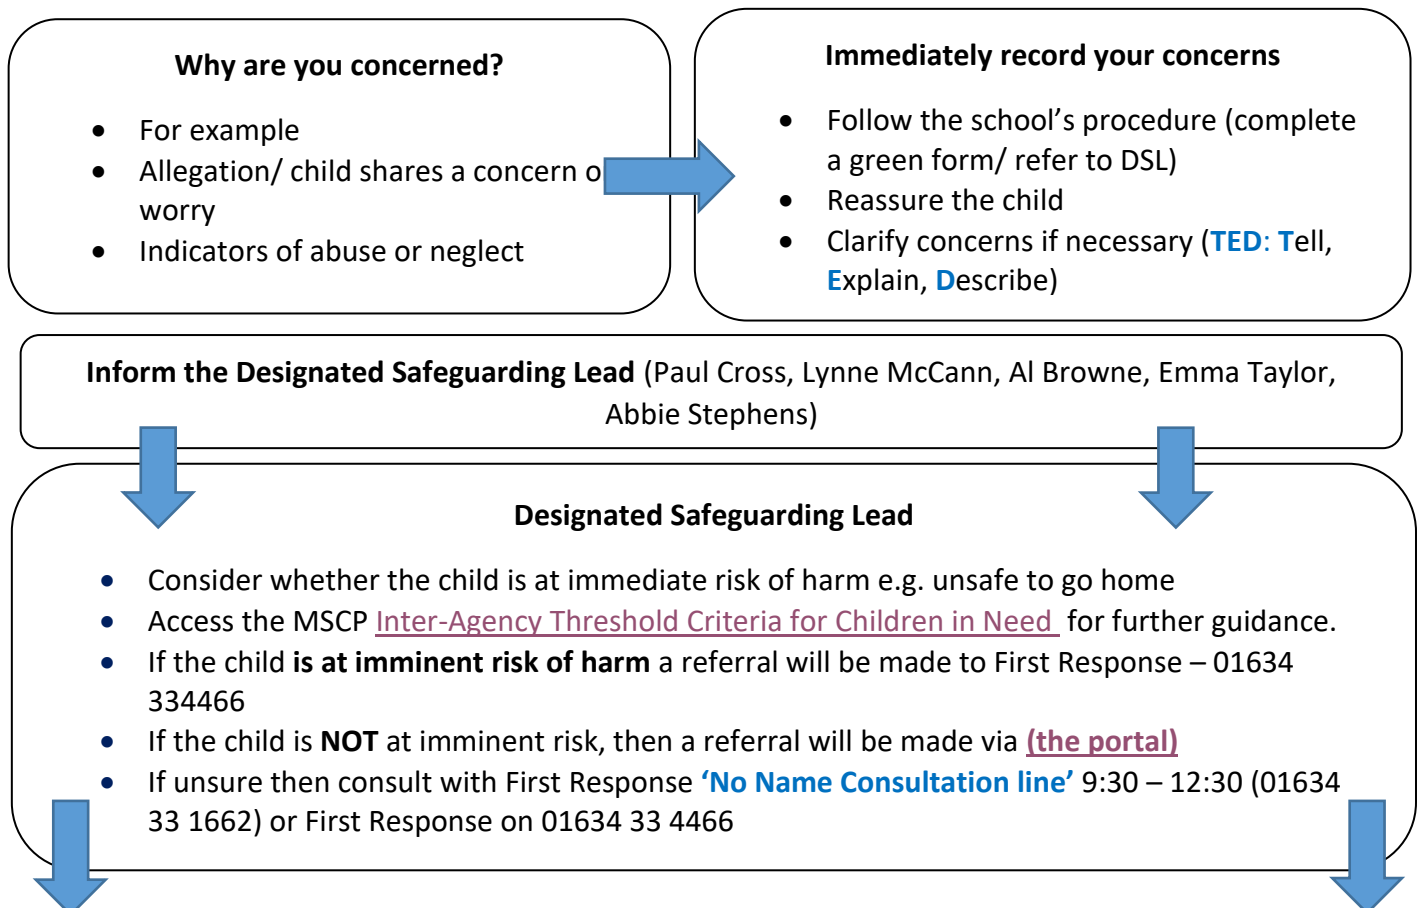 Why are you concerned?
• For example
• Allegation/ child shares a concern o
worry
• Indicators of abuse or neglect
Immediately record your concerns
• Follow the school’s procedure (complete
a green form/ refer to DSL)
• Reassure the child
• Clarify concerns if necessary (TED: Tell,
Explain, Describe)
Inform the Designated Safeguarding Lead (Paul Cross, Lynne McCann, Al Browne, Emma Taylor,
Abbie Stephens)
Designated Safeguarding Lead
• Consider whether the child is at immediate risk of harm e.g. unsafe to go home
• Access the MSCP Inter-Agency Threshold Criteria for Children in Need for further guidance.
• If the child is at imminent risk of harm a referral will be made to First Response – 01634
334466
• If the child is NOT at imminent risk, then a referral will be made via (the portal)
• If unsure then consult with First Response ‘No Name Consultation line’ 9:30 – 12:30 (01634
33 1662) or First Response on 01634 33 4466